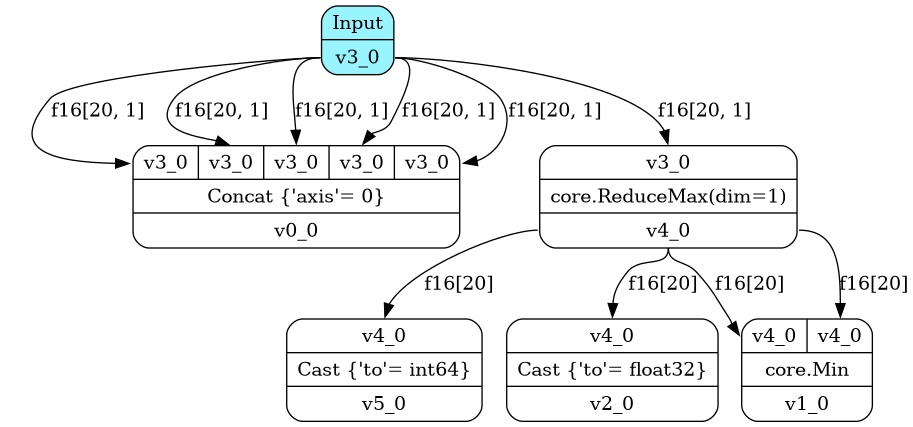 Input
v3_0
f16[20, 1] f16[20, 1] f16[20, 1] f16[20, 1] f16[20, 1] f16[20, 1]
v3_0 v3_0 v3_0 v3_0 v3_0
Concat {'axis'= 0}
v0_0
v3_0
core.ReduceMax(dim=1)
v4_0
f16[20] f16[20] f16[20] f16[20]
v4_0
Cast {'to'= int64}
v5_0
v4_0
Cast {'to'= float32}
v2_0
v4_0 v4_0
core.Min
v1_0